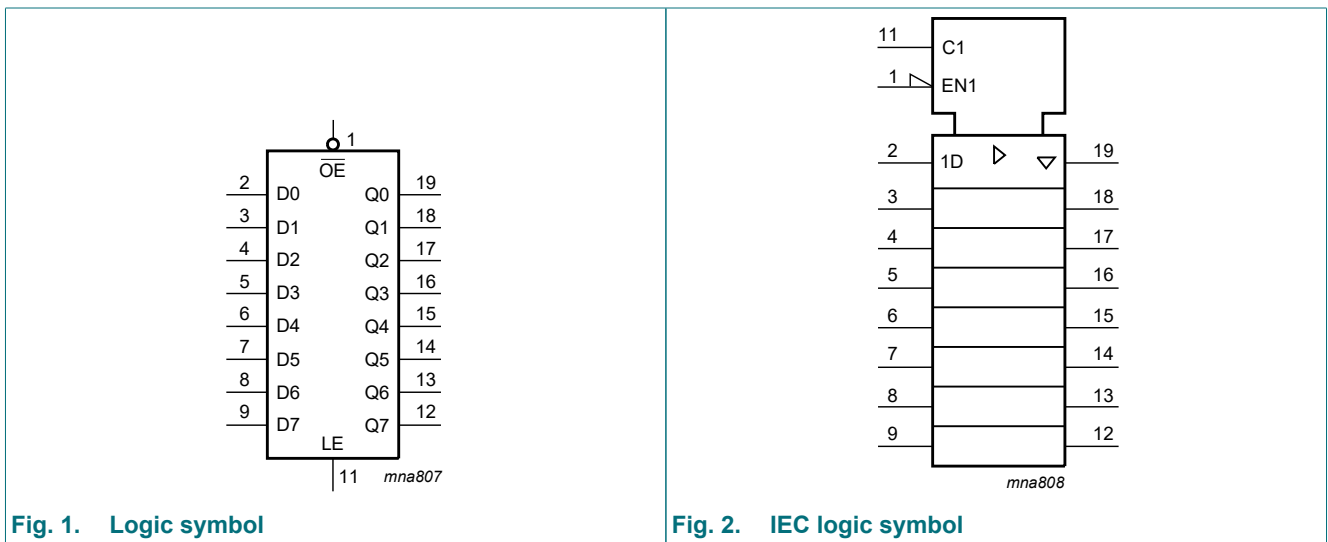 1
OE
2 D0 Q0 19
3 D1 Q1 18
4 D2 Q2 17
5 D3 Q3 16
6 D4 Q4 15
7 D5 Q5 14
8 D6 Q6 13
9 D7 Q7 12
LE
11 mna807
Fig. 1. Logic symbol
11 C1
1 EN1
2 1D 19
3 18
4 17
5 16
6 15
7 14
8 13
9 12
mna808
Fig. 2. IEC logic symbol